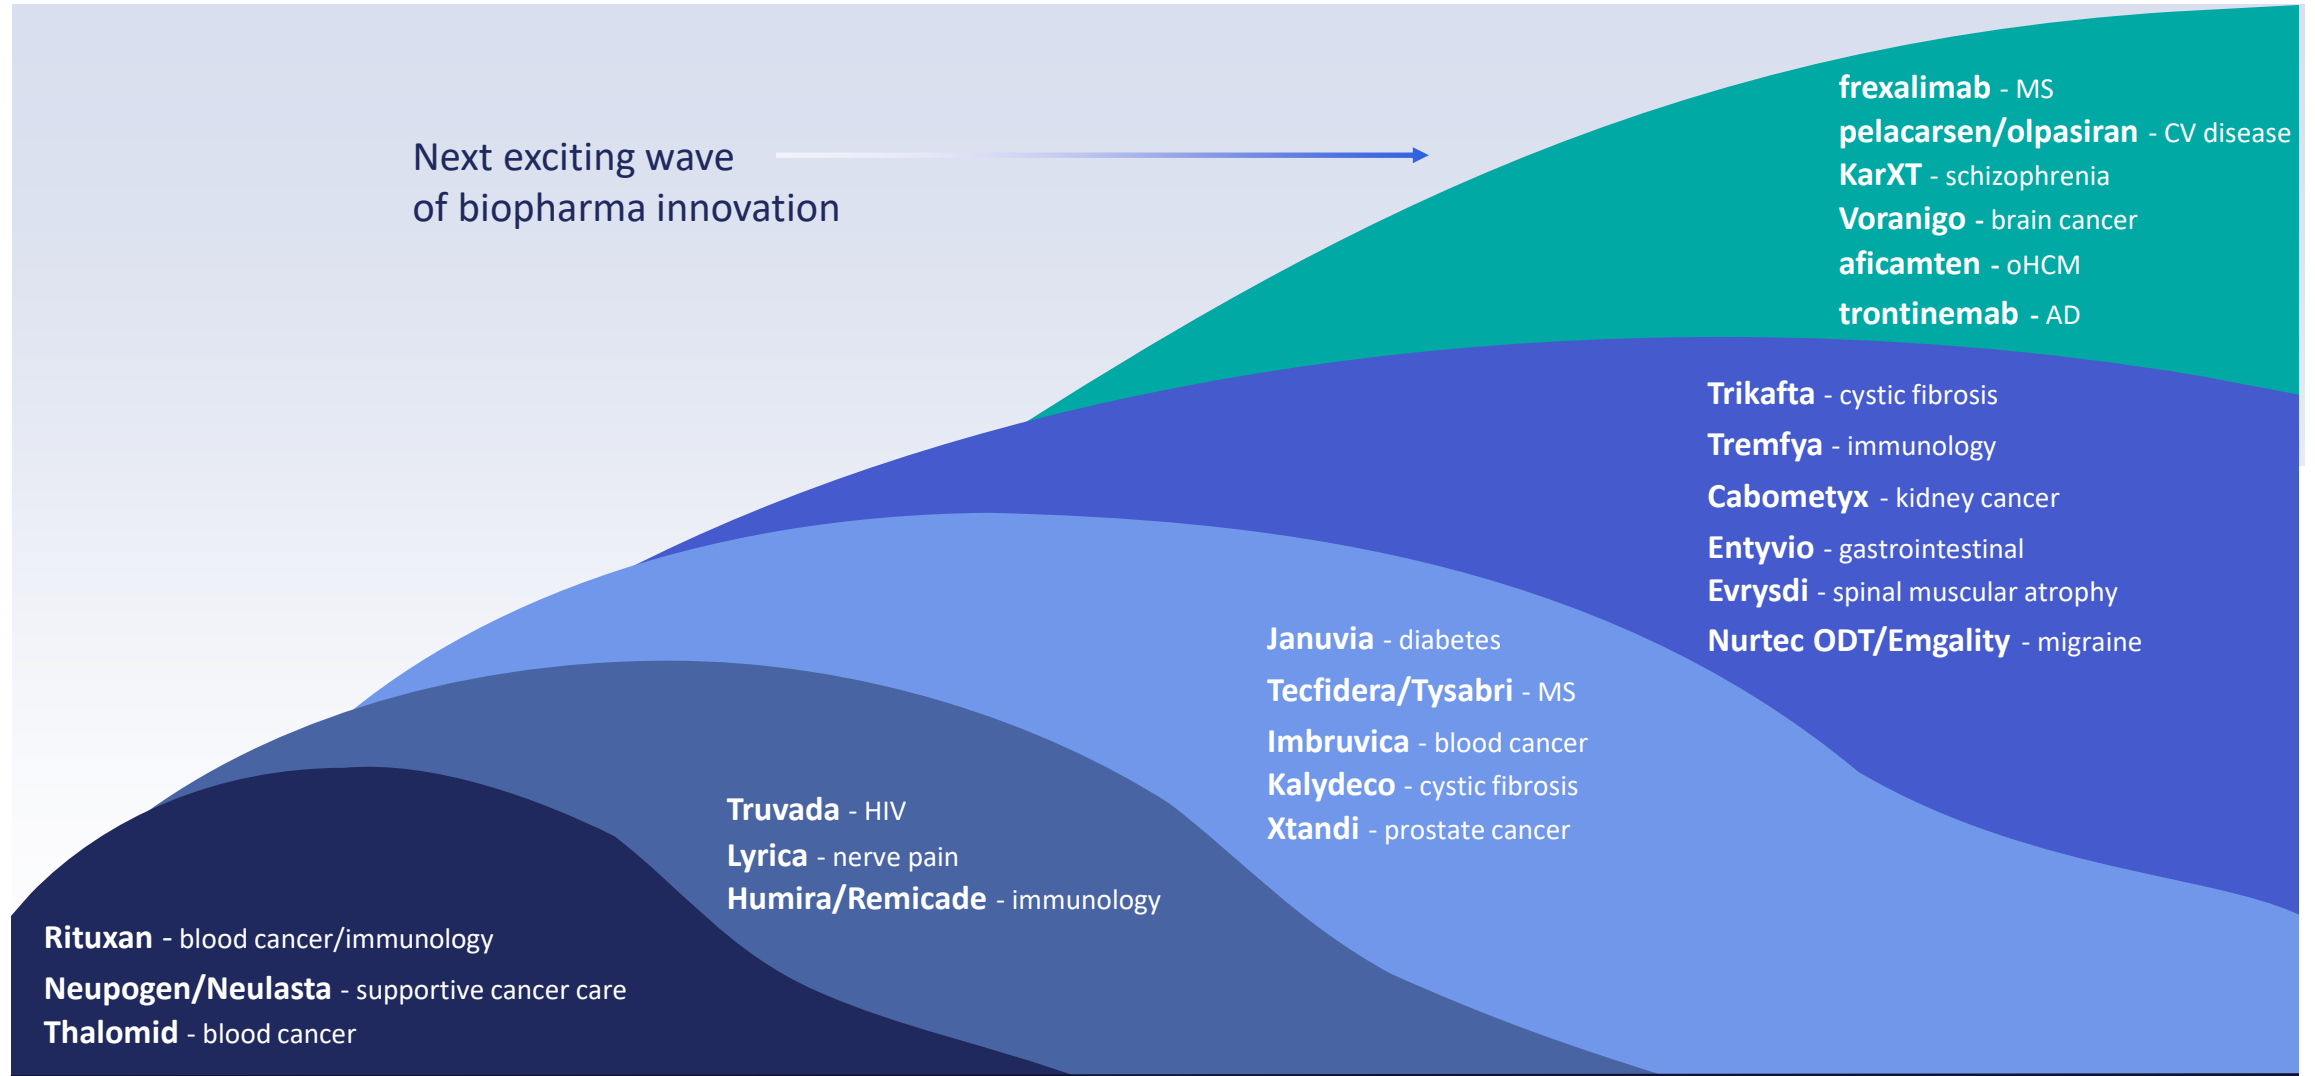 Next exciting wave
of biopharma innovation
frexalimab - MS
pelacarsen/olpasiran - CV disease
KarXT - schizophrenia
Voranigo - brain cancer
aficamten - oHCM
trontinemab - AD
Trikafta - cystic fibrosis
Tremfya - immunology
Cabometyx - kidney cancer
Entyvio - gastrointestinal
Evrysdi - spinal muscular atrophy
Nurtec ODT/Emgality - migraine
Januvia - diabetes
Tecfidera/Tysabri - MS
Imbruvica - blood cancer
Kalydeco - cystic fibrosis
Xtandi - prostate cancer
Truvada - HIV
Lyrica - nerve pain
Humira/Remicade - immunology
Rituxan - blood cancer/immunology
Neupogen/Neulasta - supportive cancer care
Thalomid - blood cancer